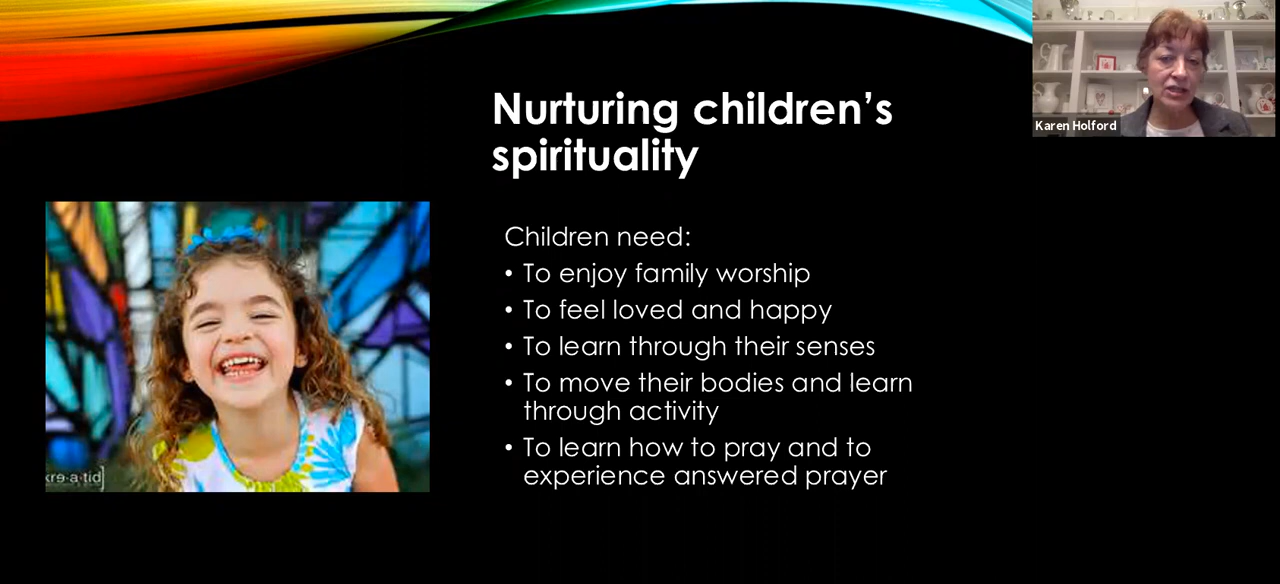 Nurturing children's
spirituality
Karen Holford
Children need:
• To enjoy family worship
• To feel loved and happy
• To learn through their senses
• To move their bodies and learn
through activity
• To learn how to pray and to
experience answered prayer
kre·a·tid]